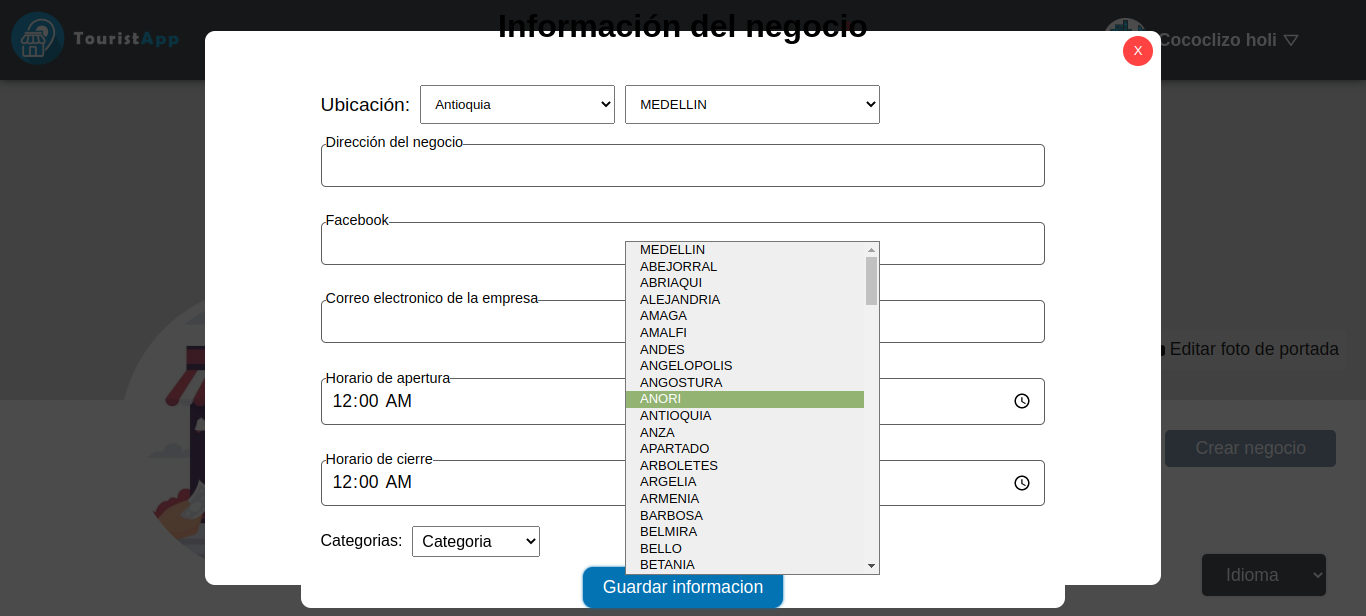 Información del negocio
TouristApp
Cococlizo holi
X
Ubicación:
Antioquia
MEDELLIN
Dirección del negocio
Facebook
Correo electronico de la empresa
Horario de apertura
12:00 AM
Horario de cierre
12:00 AM
Categorias:
Categoria
MEDELLIN
ABEJORRAL
ABRIAQUI
ALEJANDRIA
AMAGA
AMALFI
ANDES
ANGELOPOLIS
ANGOSTURA
ANORI
ANTIOQUIA
ANZA
APARTADO
ARBOLETES
ARGELIA
ARMENIA
BARBOSA
BELMIRA
BELLO
BETANIA
Guardar informacion
Editar foto de portada
Crear negocio
Idioma